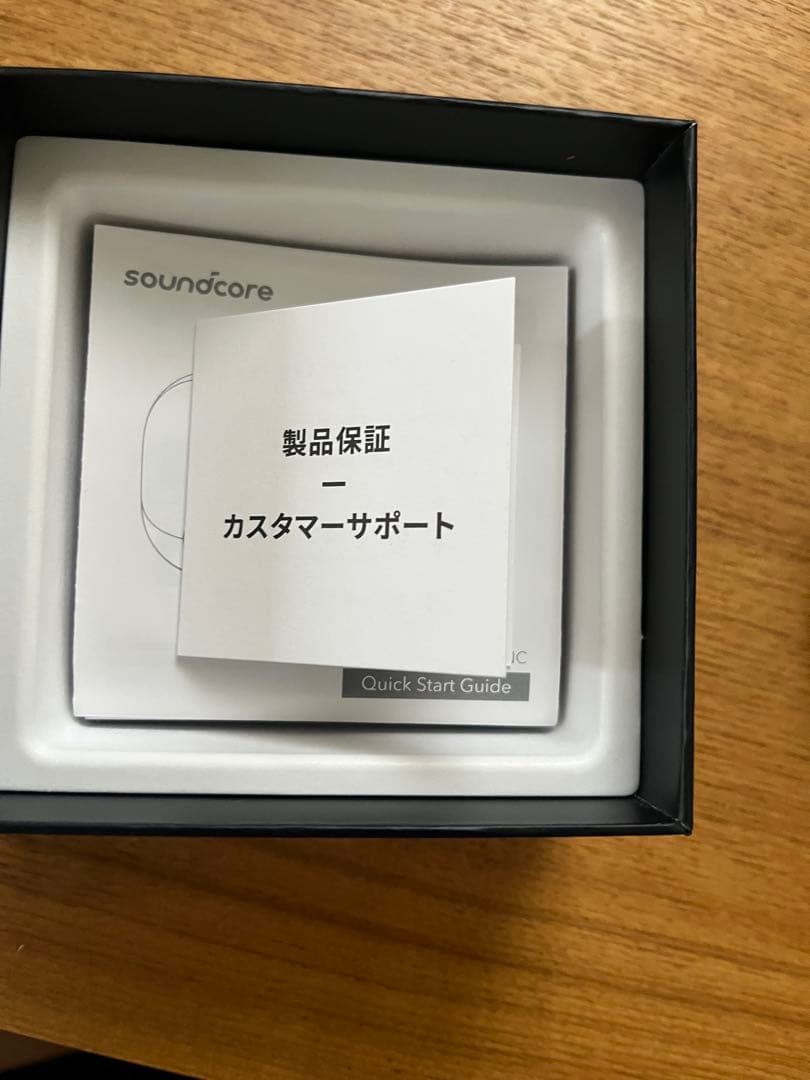 soundcore
製品保証
ー
カスタマーサポート
Quick Start Guide